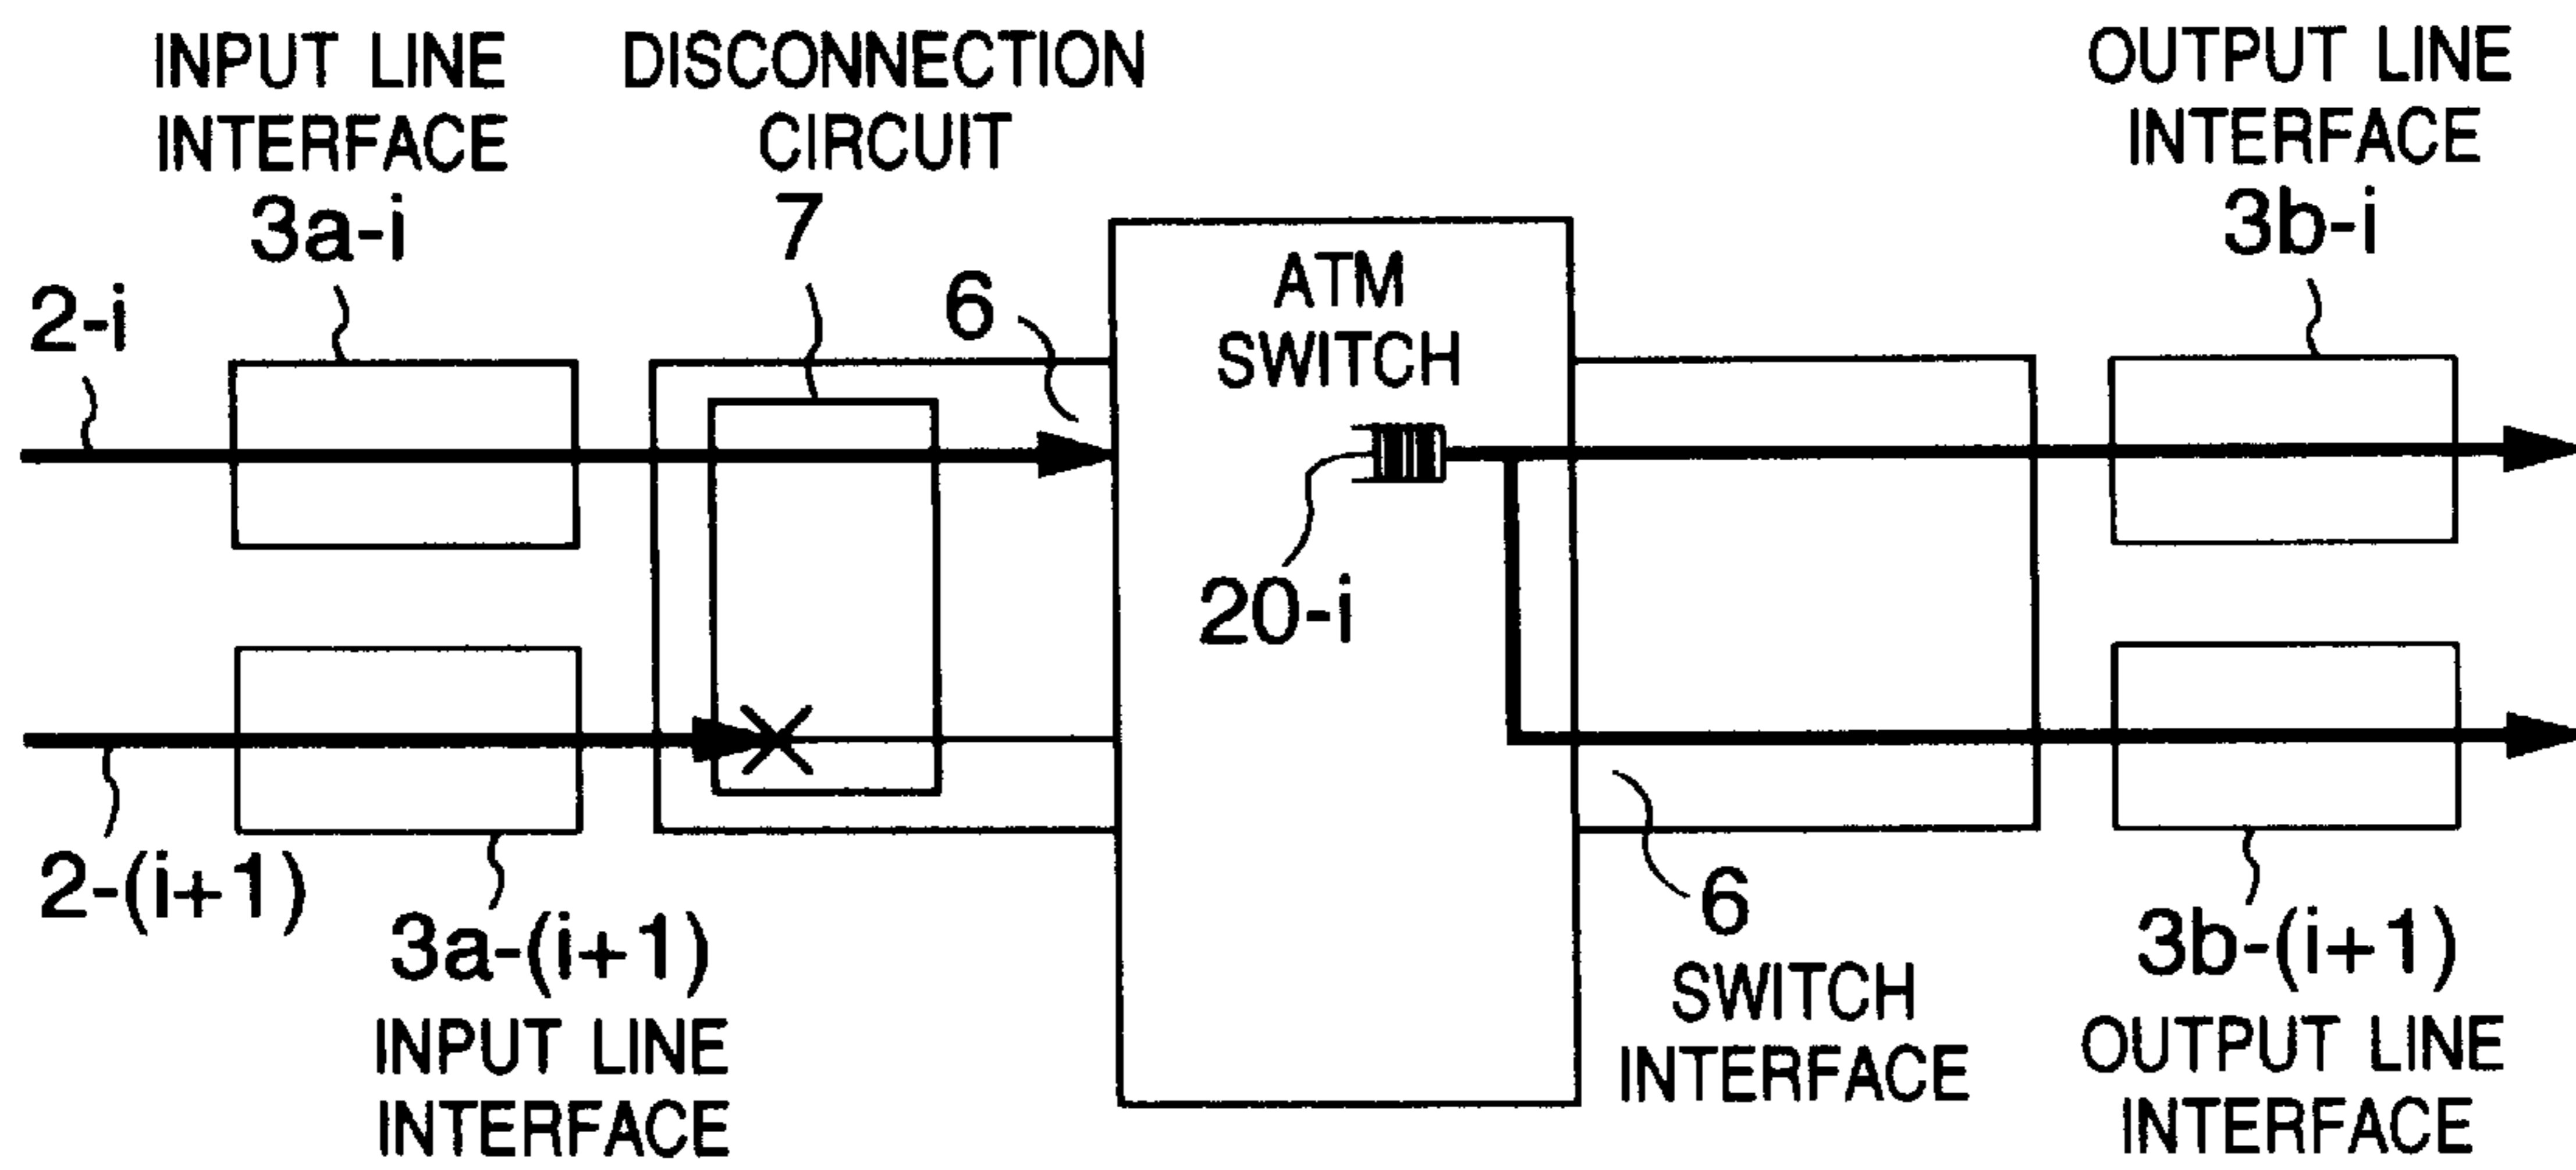 INPUT LINE
INTERFACE
3a-i
DISCONNECTION
CIRCUIT
7
OUTPUT LINE
INTERFACE
3b-i
2-i
6
ATM
SWITCH
20-i
2-(i+1)
3a-(i+1)
INPUT LINE
INTERFACE
6
SWITCH
INTERFACE
3b-(i+1)
OUTPUT LINE
INTERFACE